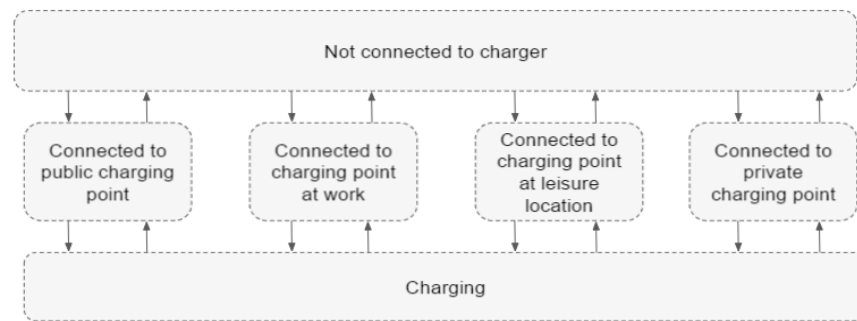 Not connected to charger
Connected to
public charging
point
Connected to
charging point
at work
Connected to
charging point
at leisure
location
Connected to
private
charging point
Charging